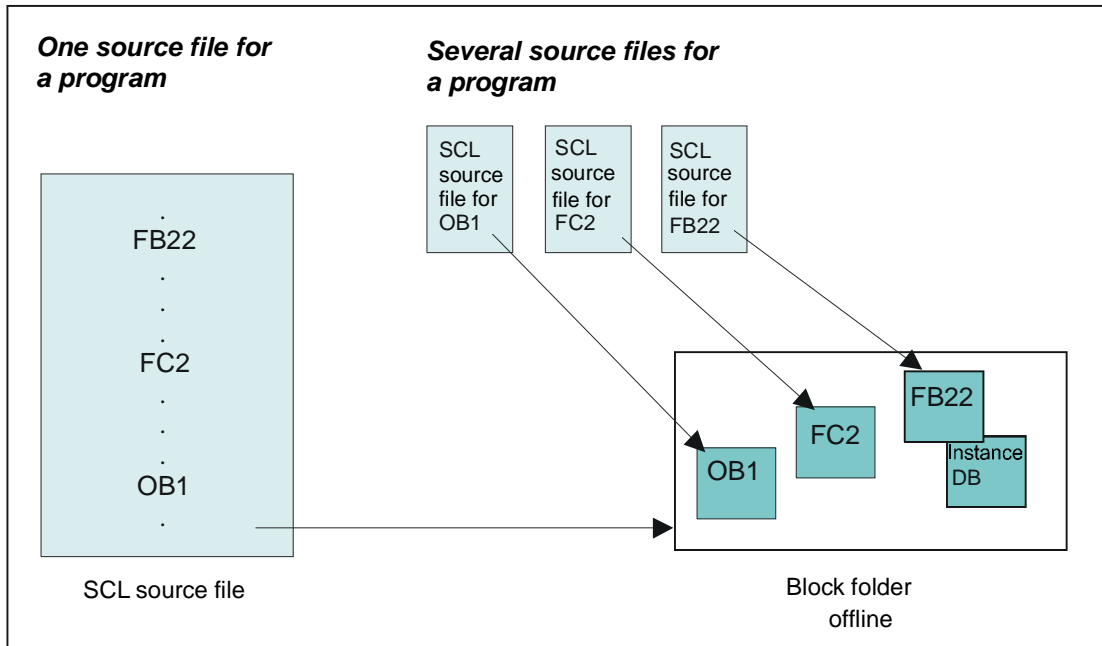 One source file for
a program
Several source files for
a program
SCL
source
file for
OB1
SCL
source
file for
FC2
SCL
source
file for
FB22
.
FB22
.
.
.
FC2
.
.
.
OB1
.
SCL source file
OB1
FC2
FB22
Instance
DB
Block folder
offline